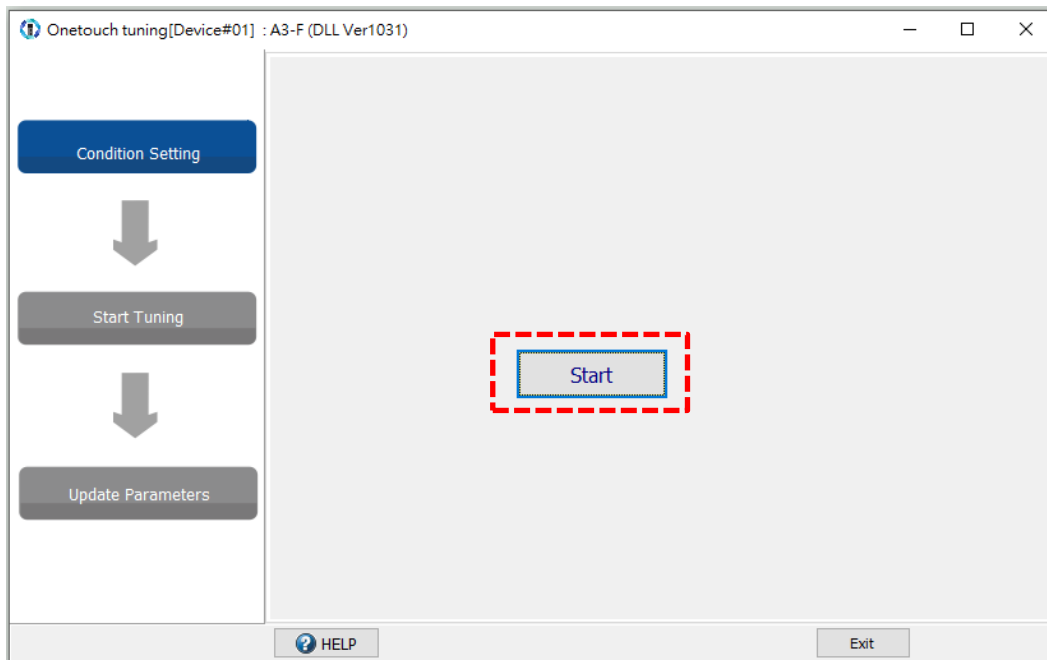 Onetouch tuning[Device#01] : A3-F (DLL Ver1031)
Condition Setting
Start Tuning
Start
Update Parameters
HELP
Exit